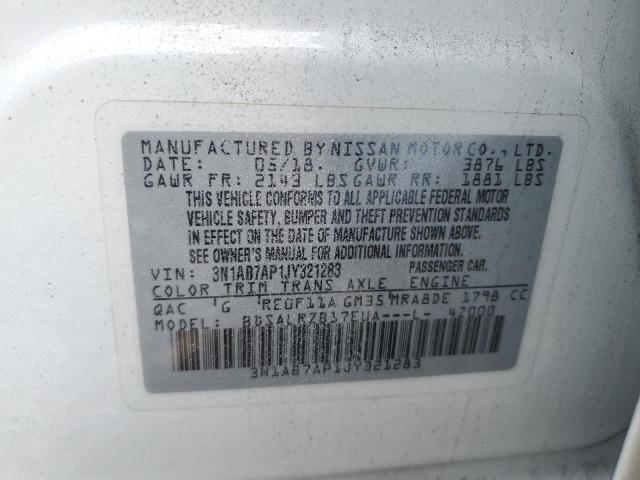 MANUFACTURED BY NISSAN MOTOR CO., LTD.
DATE: 05/18. GVWR: 3876 LBS
GAWR FR: 2143 LBS GAWR RR: 1881 LBS
THIS VEHICLE CONFORMS TO ALL APPLICABLE FEDERAL MOTOR
VEHICLE SAFETY, BUMPER AND THEFT PREVENTION STANDARDS
IN EFFECT ON THE DATE OF MANUFACTURE SHOWN ABOVE.
SEE OWNER'S MANUAL FOR ADDITIONAL INFORMATION.
VIN: 3N1AB7AP1JY321283 PASSENGER CAR.
COLOR TRIM TRANS AXLE ENGINE
QAC G RE0F11A GM35 MRA8DE 1798 CC
MODEL: BDSALRZB17EUA---L- 47000
3N1AB7AP1JY321283